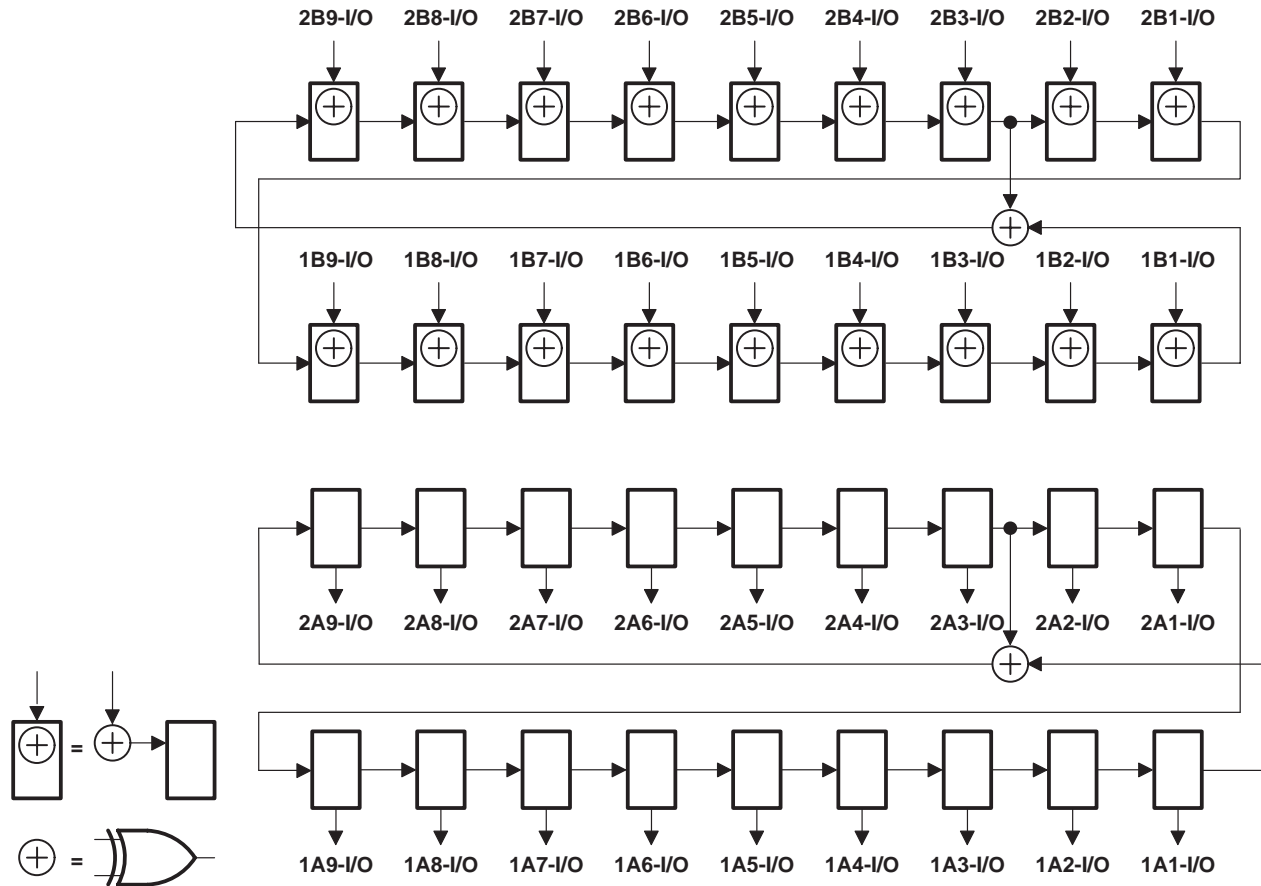 2B9-I/O 2B8-I/O 2B7-I/O 2B6-I/O 2B5-I/O 2B4-I/O 2B3-I/O 2B2-I/O 2B1-I/O
1B9-I/O 1B8-I/O 1B7-I/O 1B6-I/O 1B5-I/O 1B4-I/O 1B3-I/O 1B2-I/O 1B1-I/O
2A9-I/O 2A8-I/O 2A7-I/O 2A6-I/O 2A5-I/O 2A4-I/O 2A3-I/O 2A2-I/O 2A1-I/O
=
=
1A9-I/O 1A8-I/O 1A7-I/O 1A6-I/O 1A5-I/O 1A4-I/O 1A3-I/O 1A2-I/O 1A1-I/O